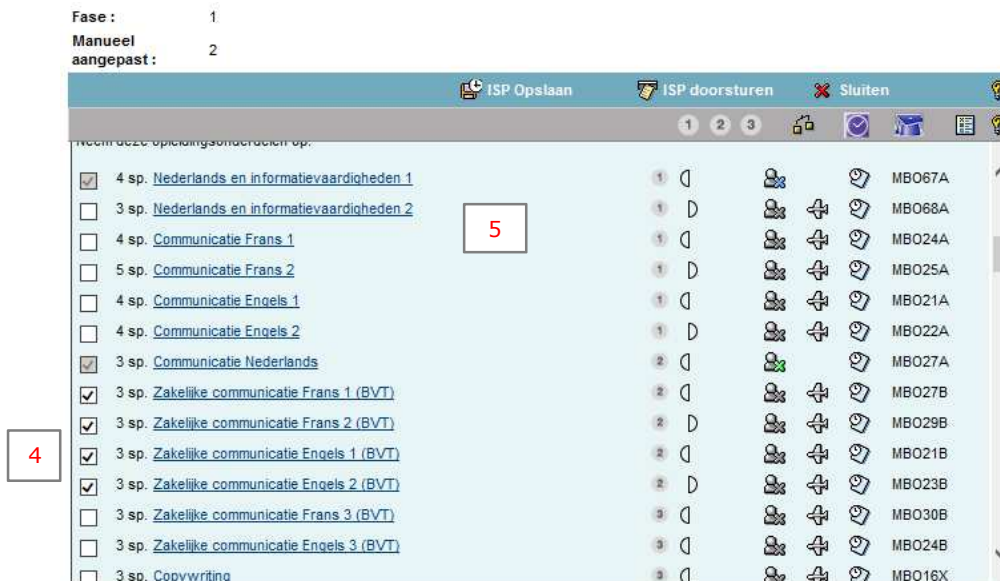 Fase : 1
Manueel
aangepast : 2
ISP Opslaan ISP doorsturen Sluiten
1 2 3
Neem deze opleidingsonderdelen op:
4 sp. Nederlands en informatievaardigheden 1 1 MBO67A
3 sp. Nederlands en informatievaardigheden 2 1 MBO68A
5
4 sp. Communicatie Frans 1 1 MBO24A
5 sp. Communicatie Frans 2 1 MBO25A
4 sp. Communicatie Engels 1 1 MBO21A
4 sp. Communicatie Engels 2 1 MBO22A
3 sp. Communicatie Nederlands 2 MBO27A
3 sp. Zakelijke communicatie Frans 1 (BVT) 2 MBO27B
3 sp. Zakelijke communicatie Frans 2 (BVT) 2 MBO29B
4
3 sp. Zakelijke communicatie Engels 1 (BVT) 2 MBO21B
3 sp. Zakelijke communicatie Engels 2 (BVT) 2 MBO23B
3 sp. Zakelijke communicatie Frans 3 (BVT) 3 MBO30B
3 sp. Zakelijke communicatie Engels 3 (BVT) 3 MBO24B
3 sp. Copywriting 3 MBO16X